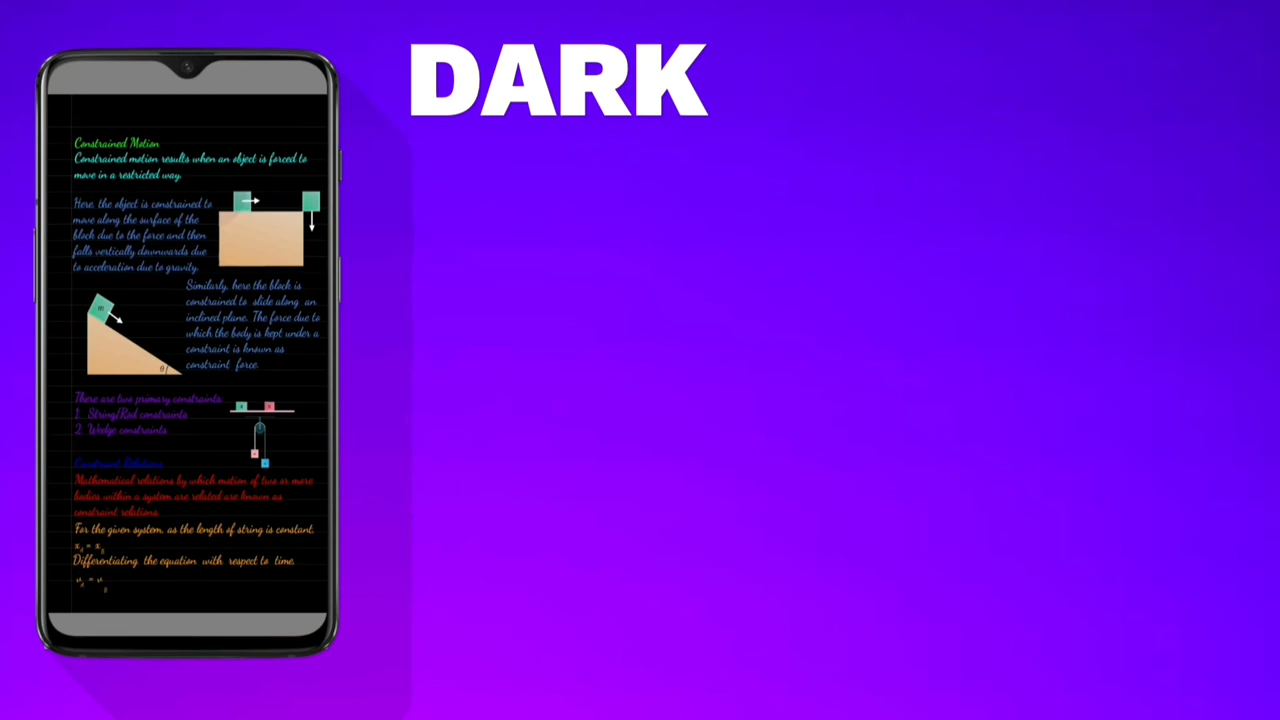 DARK
Constrained Motion
Constrained motion results when an object is forced to
move in a restricted way.
Here, the object is constrained to
move along the surface of the
block due to the force and then
falls vertically downwards due
to acceleration due to gravity.
Similarly, here the block is
constrained to slide along an
inclined plane. The force due to
which the body is kept under a
constraint is known as
constraint force.
m
θ
There are two primary constraints:
1. String/Rod constraints
2. Wedge constraints
Constraint Relations
Mathematical relations by which motion of two or more
bodies within a system are related are known as
constraint relations.
For the given system, as the length of string is constant,
x_A = x_B
Differentiating the equation with respect to time,